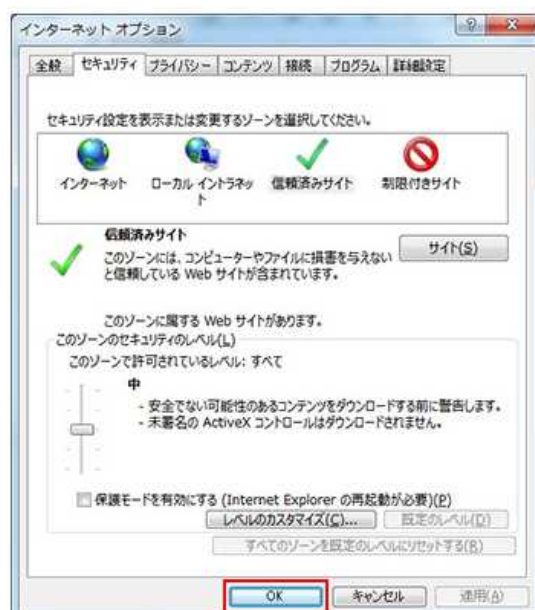 インターネット オプション
全般 セキュリティ プライバシー コンテンツ 接続 プログラム 詳細設定
セキュリティ設定を表示または変更するゾーンを選択してください。
インターネット ローカル イントラネッ 信頼済みサイト 制限付きサイト
ト
信頼済みサイト
サイト(S)
このゾーンには、コンピューターやファイルに損害を与えない
と信頼している Web サイトが含まれています。
このゾーンに属する Web サイトがあります。
このゾーンのセキュリティのレベル(L)
このゾーンで許可されているレベル: すべて
中
- 安全でない可能性のあるコンテンツをダウンロードする前に警告します。
- 未署名の ActiveX コントロールはダウンロードされません。
保護モードを有効にする (Internet Explorer の再起動が必要)(P)
レベルのカスタマイズ(C)... 既定のレベル(D)
すべてのゾーンを既定のレベルにリセットする(R)
OK キャンセル 適用(A)